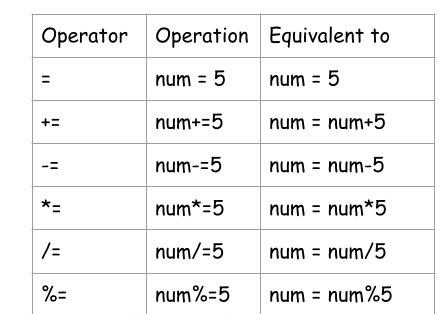 Operator Operation Equivalent to
= num = 5 num = 5
+= num+=5 num = num+5
-= num-=5 num = num-5
*= num*=5 num = num*5
/= num/=5 num = num/5
%= num%=5 num = num%5